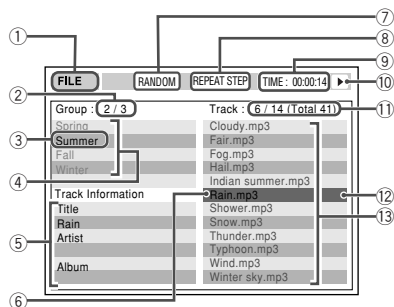 ⑦
① ⑧
⑨
FILE RANDOM REPEAT STEP TIME : 00:00:14 ⑩
②
Group : 2 / 3 Track : 6 / 14 (Total 41) ⑪
Spring Cloudy.mp3
③ Summer Fair.mp3
Fall Fog.mp3
Winter Hail.mp3
④ Indian summer.mp3
Track Information Rain.mp3 ⑫
Title Shower.mp3
Rain Snow.mp3 ⑬
⑤ Artist Thunder.mp3
Typhoon.mp3
Album Wind.mp3
Winter sky.mp3
⑥